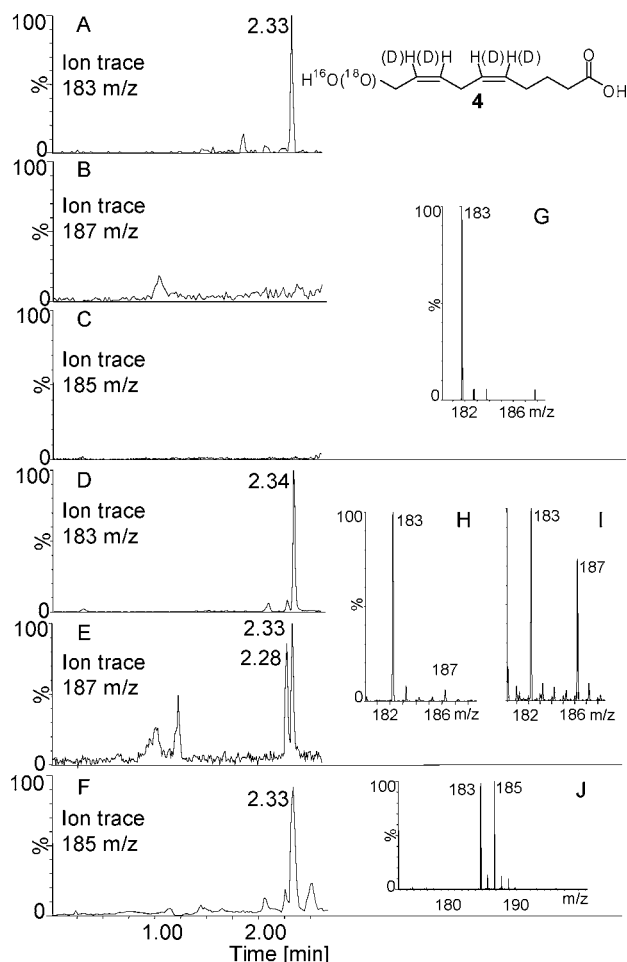 100
A
2.33
Ion trace
183 m/z
%
0
(D)H(D)H H(D)H(D)
H¹⁶O(¹⁸O)
O
OH
4
100
B
Ion trace
187 m/z
%
0
100
C
Ion trace
185 m/z
%
0
100
183
G
%
0
182 186 m/z
100
D
2.34
Ion trace
183 m/z
%
0
100
E
2.33
2.28
Ion trace
187 m/z
%
0
100
183
H
%
187
0
182 186 m/z
183
I
187
182 186 m/z
100
F
2.33
Ion trace
185 m/z
%
0
1.00 2.00
Time [min]
100
183 185
J
%
0
180 190 m/z